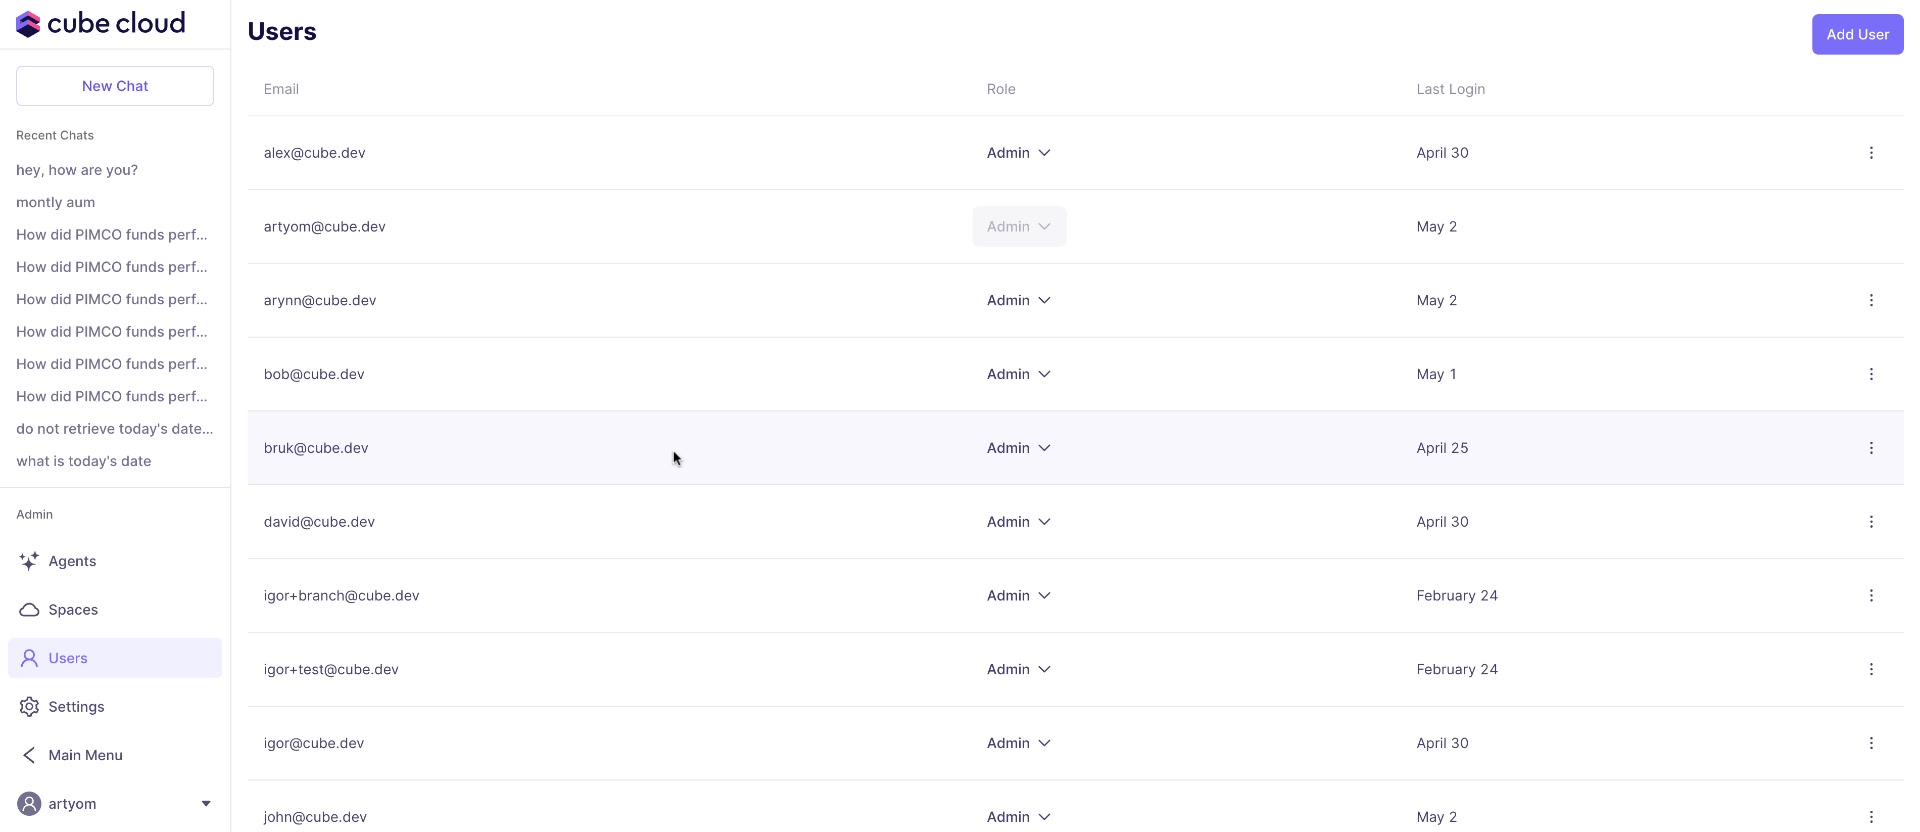 cube cloud
New Chat
Recent Chats
hey, how are you?
montly aum
How did PIMCO funds perf...
How did PIMCO funds perf...
How did PIMCO funds perf...
How did PIMCO funds perf...
How did PIMCO funds perf...
How did PIMCO funds perf...
do not retrieve today's date...
what is today's date
Admin
Agents
Spaces
Users
Settings
Main Menu
artyom
Users
Add User
Email Role Last Login
alex@cube.dev Admin April 30
artyom@cube.dev Admin May 2
arynn@cube.dev Admin May 2
bob@cube.dev Admin May 1
bruk@cube.dev Admin April 25
david@cube.dev Admin April 30
igor+branch@cube.dev Admin February 24
igor+test@cube.dev Admin February 24
igor@cube.dev Admin April 30
john@cube.dev Admin May 2